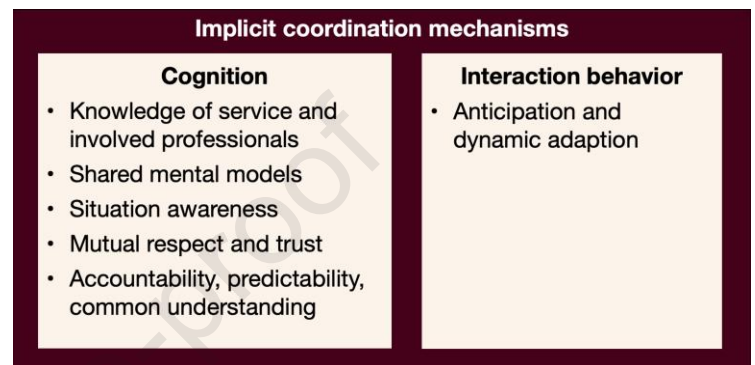 Implicit coordination mechanisms
Cognition
• Knowledge of service and
involved professionals
• Shared mental models
• Situation awareness
• Mutual respect and trust
• Accountability, predictability,
common understanding
Interaction behavior
• Anticipation and
dynamic adaption